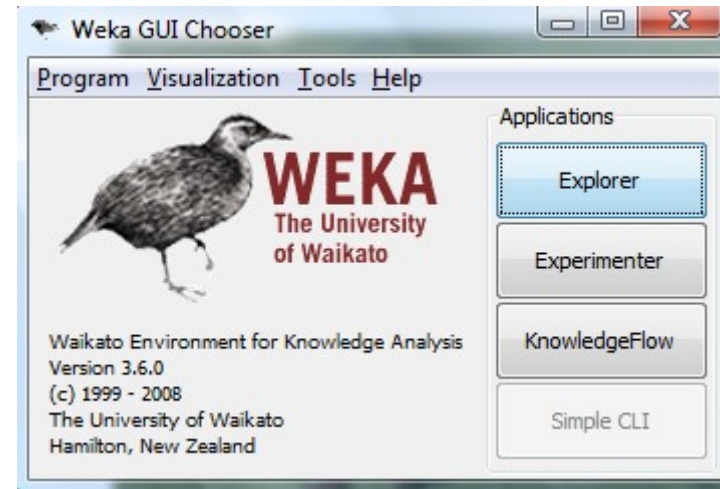 Weka GUI Chooser
Program Visualization Tools Help
WEKA
The University
of Waikato
Waikato Environment for Knowledge Analysis
Version 3.6.0
(c) 1999 - 2008
The University of Waikato
Hamilton, New Zealand
Applications
Explorer
Experimenter
KnowledgeFlow
Simple CLI